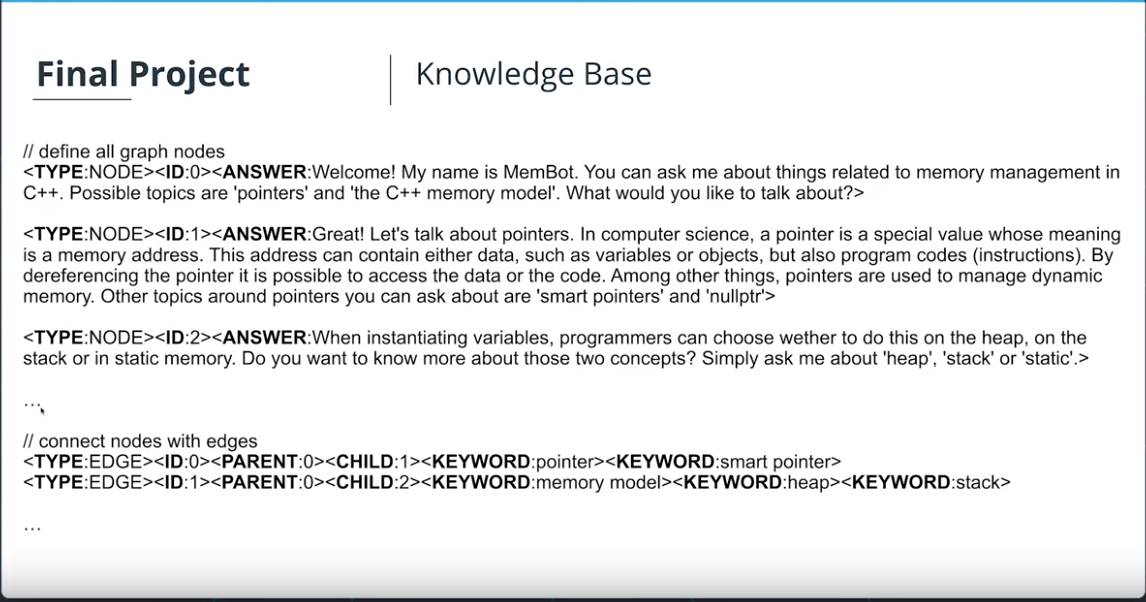 Final Project
Knowledge Base
// define all graph nodes
<TYPE:NODE><ID:0><ANSWER:Welcome! My name is MemBot. You can ask me about things related to memory management in
C++. Possible topics are 'pointers' and 'the C++ memory model'. What would you like to talk about?>
<TYPE:NODE><ID:1><ANSWER:Great! Let's talk about pointers. In computer science, a pointer is a special value whose meaning
is a memory address. This address can contain either data, such as variables or objects, but also program codes (instructions). By
dereferencing the pointer it is possible to access the data or the code. Among other things, pointers are used to manage dynamic
memory. Other topics around pointers you can ask about are 'smart pointers' and 'nullptr'>
<TYPE:NODE><ID:2><ANSWER:When instantiating variables, programmers can choose wether to do this on the heap, on the
stack or in static memory. Do you want to know more about those two concepts? Simply ask me about 'heap', 'stack' or 'static'.>
...
// connect nodes with edges
<TYPE:EDGE><ID:0><PARENT:0><CHILD:1><KEYWORD:pointer><KEYWORD:smart pointer>
<TYPE:EDGE><ID:1><PARENT:0><CHILD:2><KEYWORD:memory model><KEYWORD:heap><KEYWORD:stack>
...